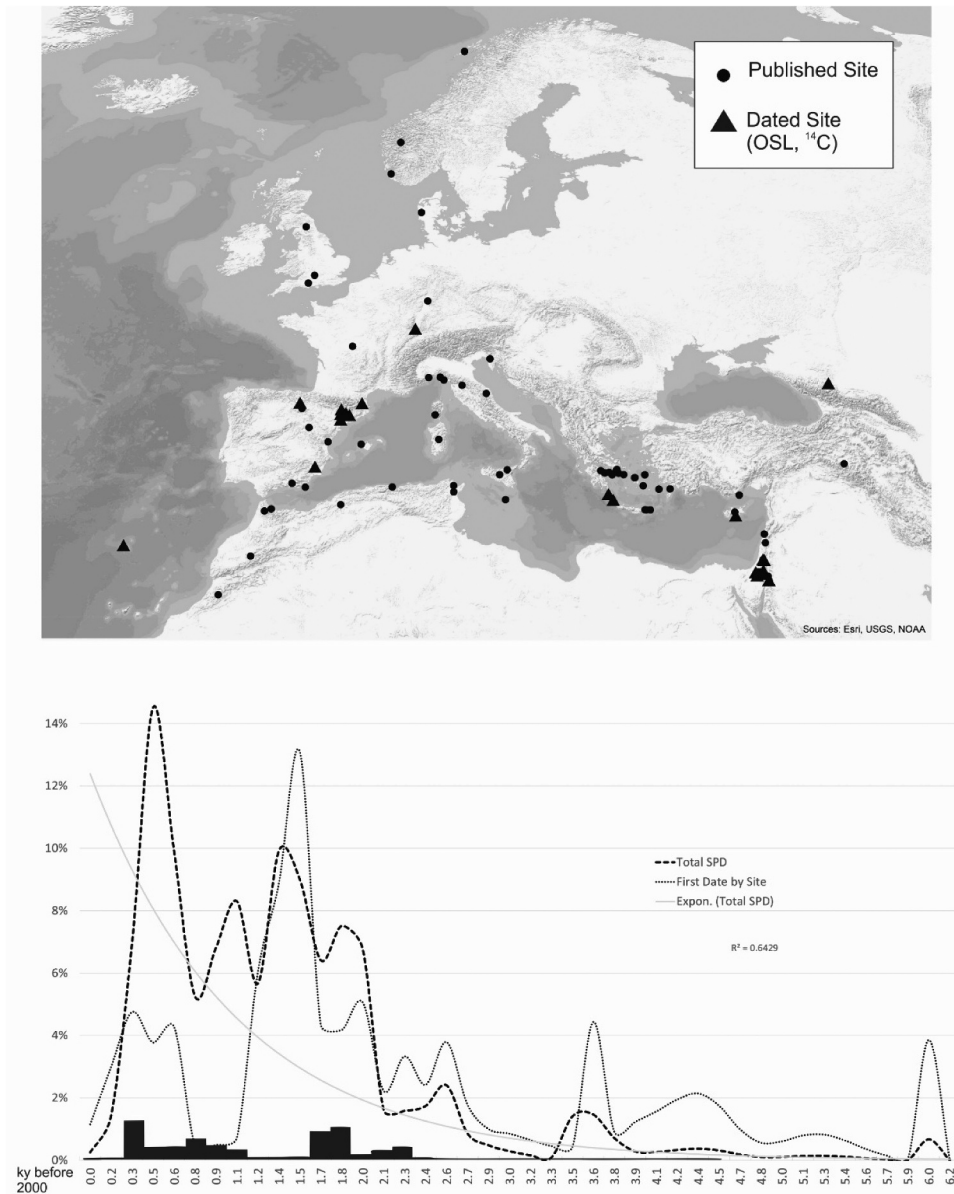 Published Site
Dated Site
(OSL, ¹⁴C)
Sources: Esri, USGS, NOAA
14%
12%
10%
8%
6%
4%
2%
0%
Total SPD
First Date by Site
Expon. (Total SPD)
R² = 0.6429
ky before
2000
0.0 0.2 0.3 0.5 0.6 0.8 0.9 1.1 1.2 1.4 1.5 1.7 1.8 2.0 2.1 2.3 2.4 2.6 2.7 2.9 3.0 3.2 3.3 3.5 3.6 3.8 3.9 4.1 4.2 4.4 4.5 4.7 4.8 5.0 5.1 5.3 5.4 5.6 5.7 5.9 6.0 6.2